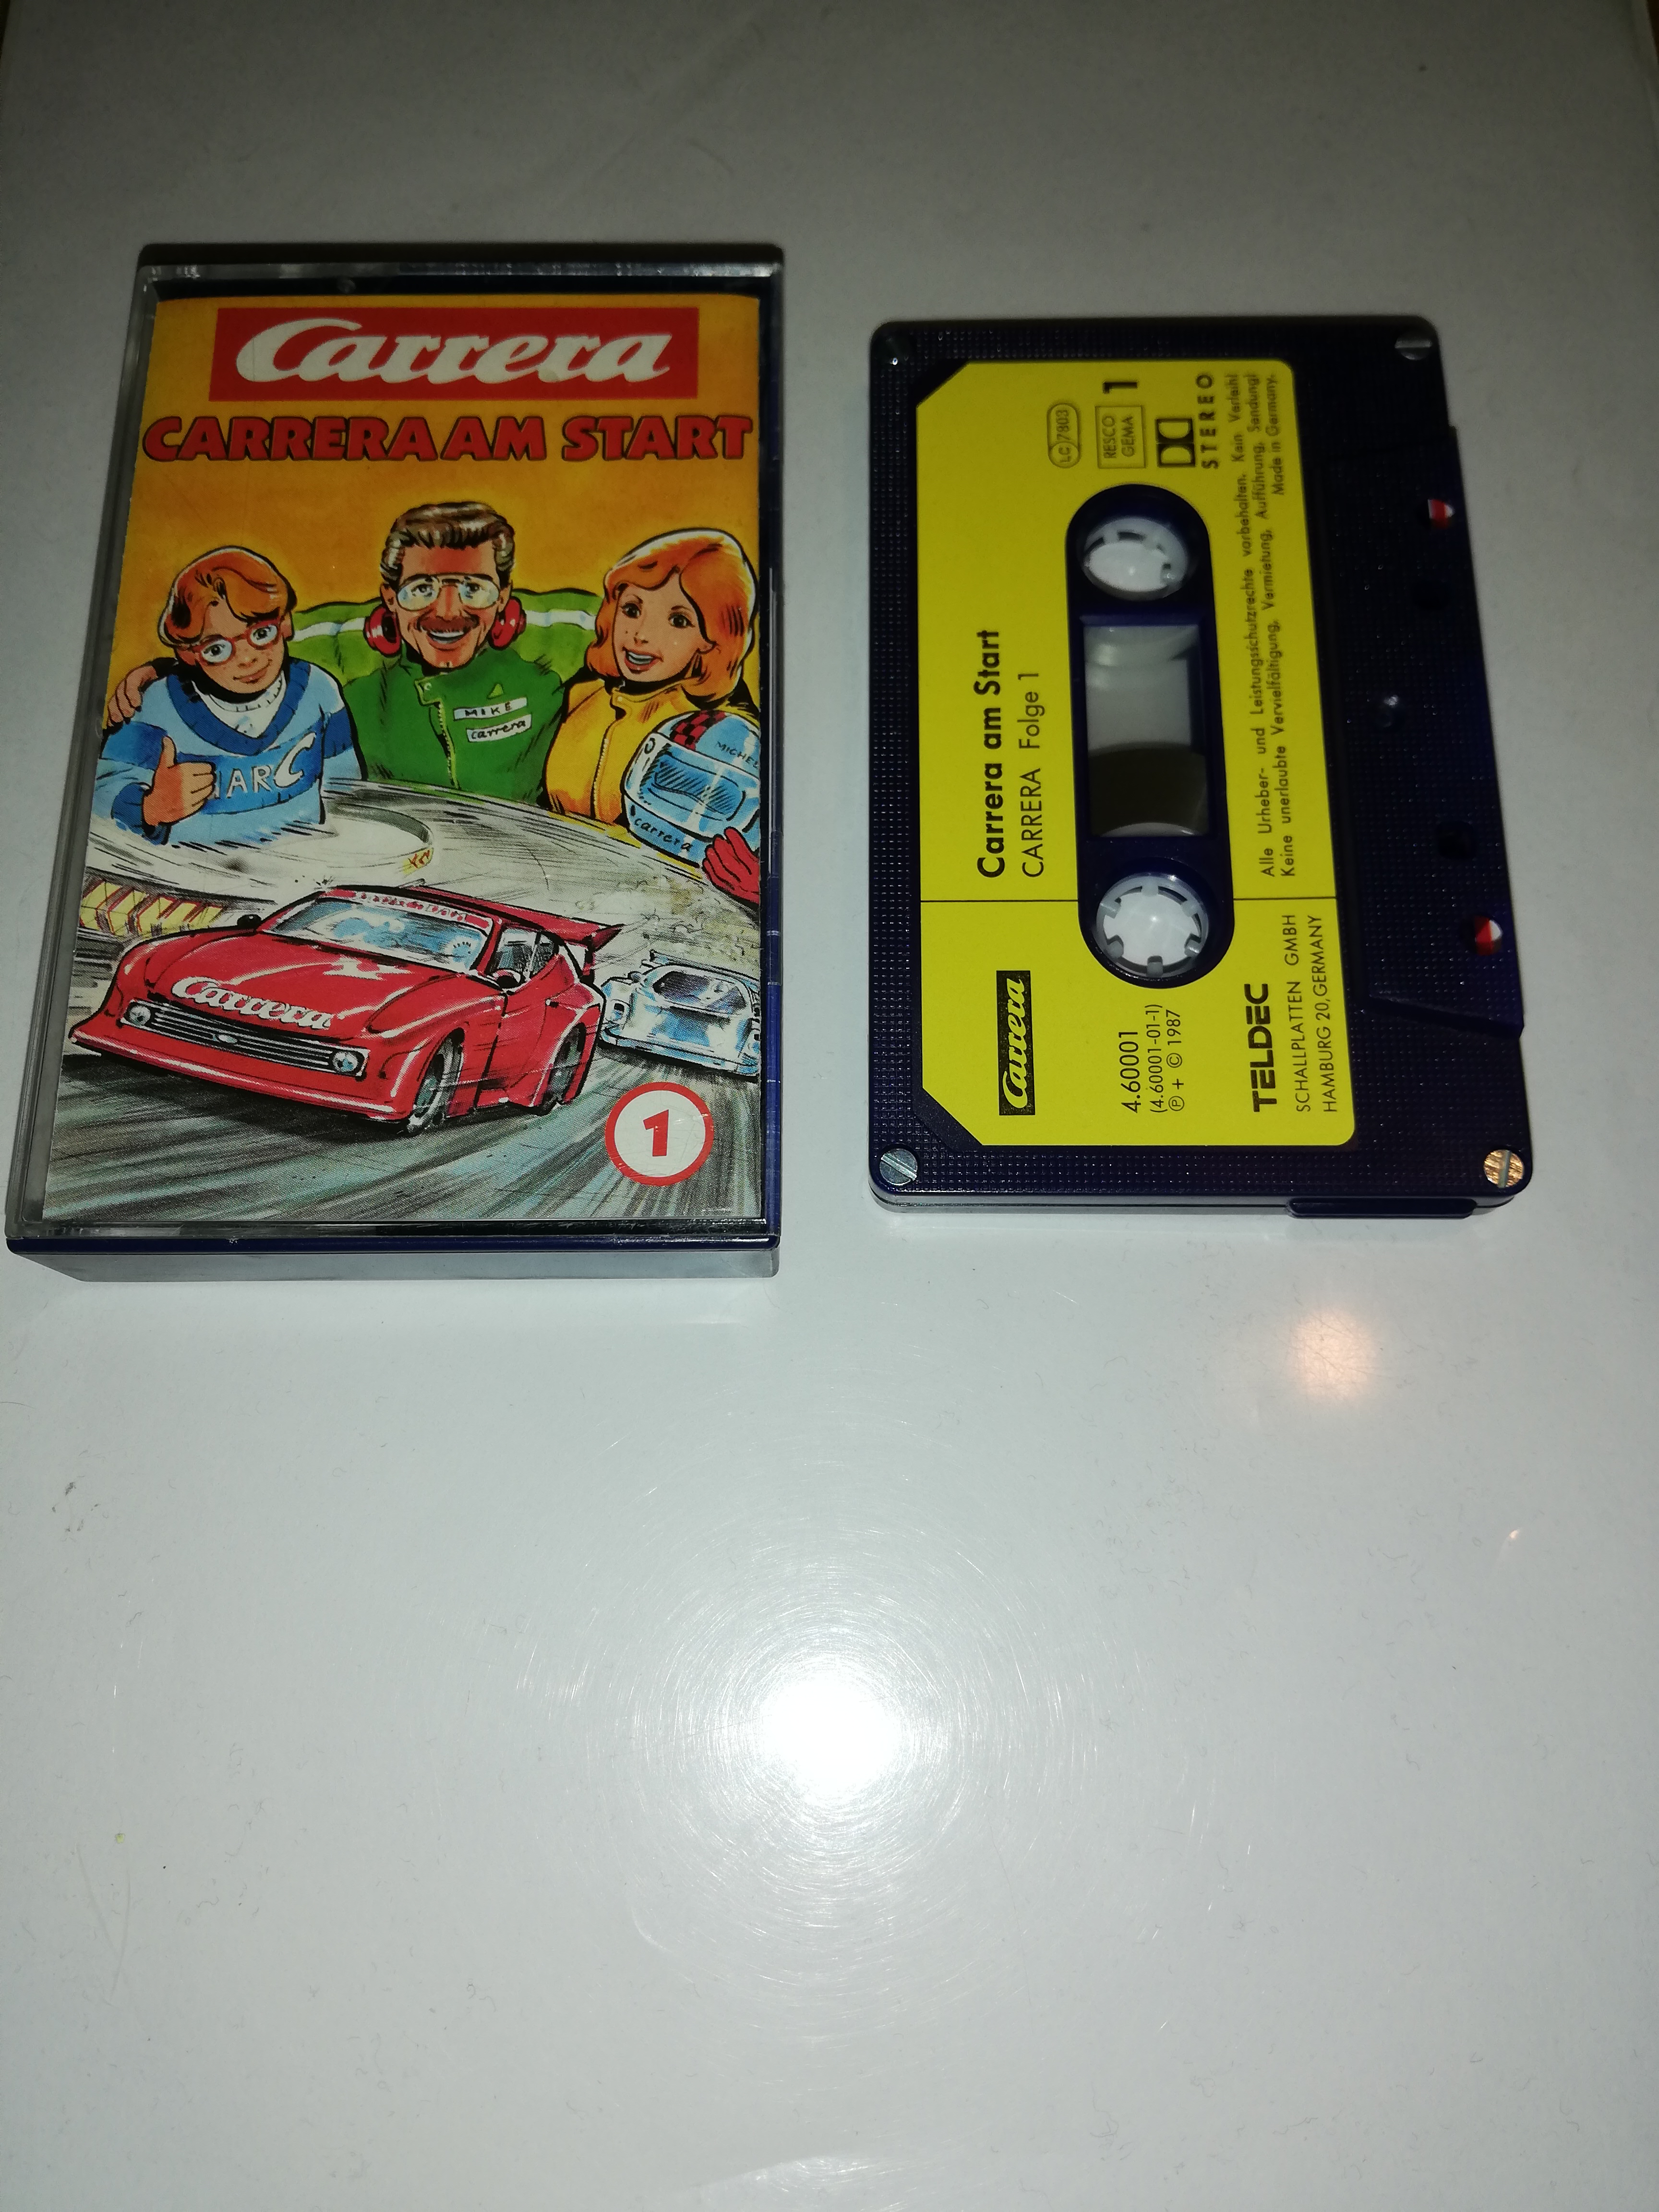 Carrera
CARRERA AM START
MIKE
carrera
MARC
MICHEL
carrera
Carrera
1
Carrera am Start
CARRERA Folge 1
LC 7803
RESCO
GEMA
1
STEREO
Alle Urheber- und Leistungsschutzrechte vorbehalten. Kein Verleih!
Keine unerlaubte Vervielfältigung, Vermietung, Aufführung, Sendung!
Made in Germany.
Carrera
4.60001
(4.60001-01-1)
℗ + © 1987
TELDEC
SCHALLPLATTEN GMBH
HAMBURG 20, GERMANY